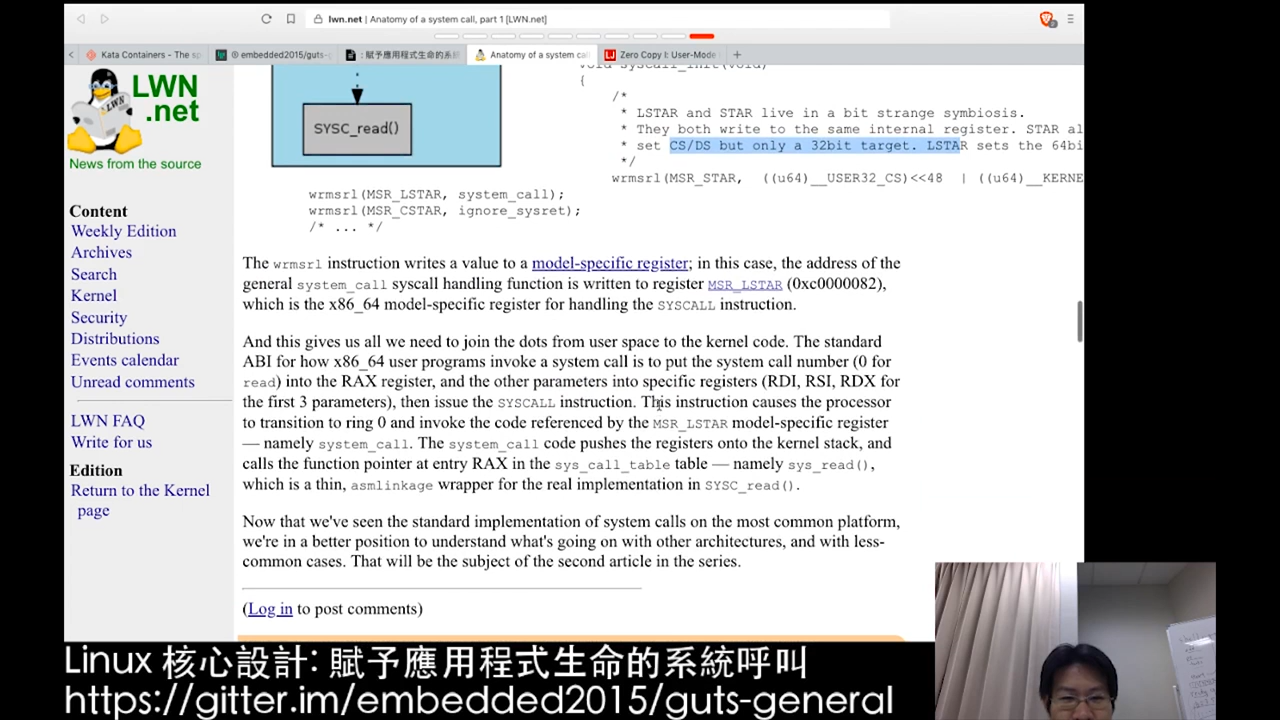 lwn.net | Anatomy of a system call, part 1 [LWN.net]
Kata Containers - The sp
embedded2015/guts-g
: 賦予應用程式生命的系統
Anatomy of a system cal
Zero Copy I: User-Mode
LWN
.net
News from the source
Content
Weekly Edition
Archives
Search
Kernel
Security
Distributions
Events calendar
Unread comments
LWN FAQ
Write for us
Edition
Return to the Kernel
page
SYSC_read()
void syscall_init(void)
{
/*
* LSTAR and STAR live in a bit strange symbiosis.
* They both write to the same internal register. STAR al
* set CS/DS but only a 32bit target. LSTAR sets the 64bi
*/
wrmsrl(MSR_STAR, ((u64)__USER32_CS)<<48 | ((u64)__KERNE
wrmsrl(MSR_LSTAR, system_call);
wrmsrl(MSR_CSTAR, ignore_sysret);
/* ... */
The wrmsrl instruction writes a value to a model-specific register; in this case, the address of the
general system_call syscall handling function is written to register MSR_LSTAR (0xc0000082),
which is the x86_64 model-specific register for handling the SYSCALL instruction.
And this gives us all we need to join the dots from user space to the kernel code. The standard
ABI for how x86_64 user programs invoke a system call is to put the system call number (0 for
read) into the RAX register, and the other parameters into specific registers (RDI, RSI, RDX for
the first 3 parameters), then issue the SYSCALL instruction. This instruction causes the processor
to transition to ring 0 and invoke the code referenced by the MSR_LSTAR model-specific register
— namely system_call. The system_call code pushes the registers onto the kernel stack, and
calls the function pointer at entry RAX in the sys_call_table table — namely sys_read(),
which is a thin, asmlinkage wrapper for the real implementation in SYSC_read().
Now that we've seen the standard implementation of system calls on the most common platform,
we're in a better position to understand what's going on with other architectures, and with less-
common cases. That will be the subject of the second article in the series.
(Log in to post comments)
Linux 核心設計: 賦予應用程式生命的系統呼叫
https://gitter.im/embedded2015/guts-general